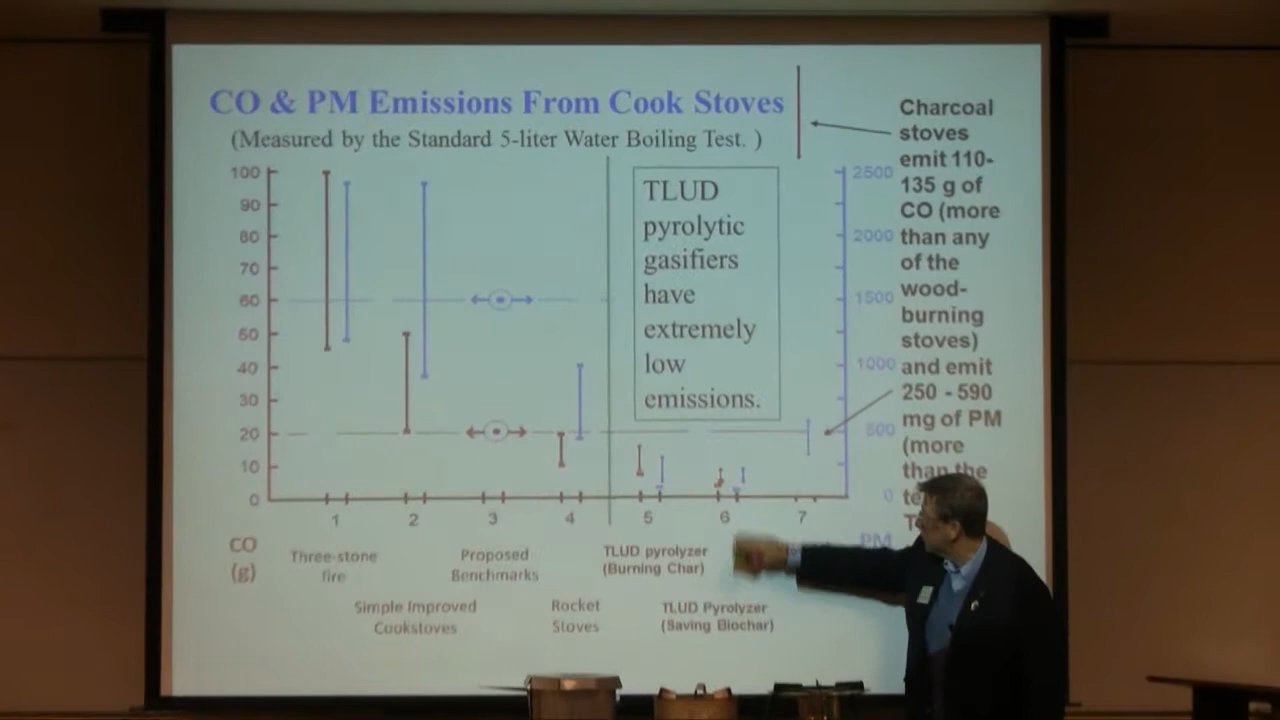 CO & PM Emissions From Cook Stoves
(Measured by the Standard 5-liter Water Boiling Test. )
Charcoal
stoves
emit 110-
135 g of
CO (more
than any
of the
wood-
burning
stoves)
and emit
250 - 590
mg of PM
(more
than the
TLUD
pyrolytic
gasifiers
have
extremely
low
emissions.
100
90
80
70
60
50
40
30
20
10
0
2500
2000
1500
1000
500
0
1
2
3
4
5
6
7
CO
(g)
PM
Three-stone
fire
Simple Improved
Cookstoves
Proposed
Benchmarks
Rocket
Stoves
TLUD pyrolyzer
(Burning Char)
TLUD Pyrolyzer
(Saving Biochar)